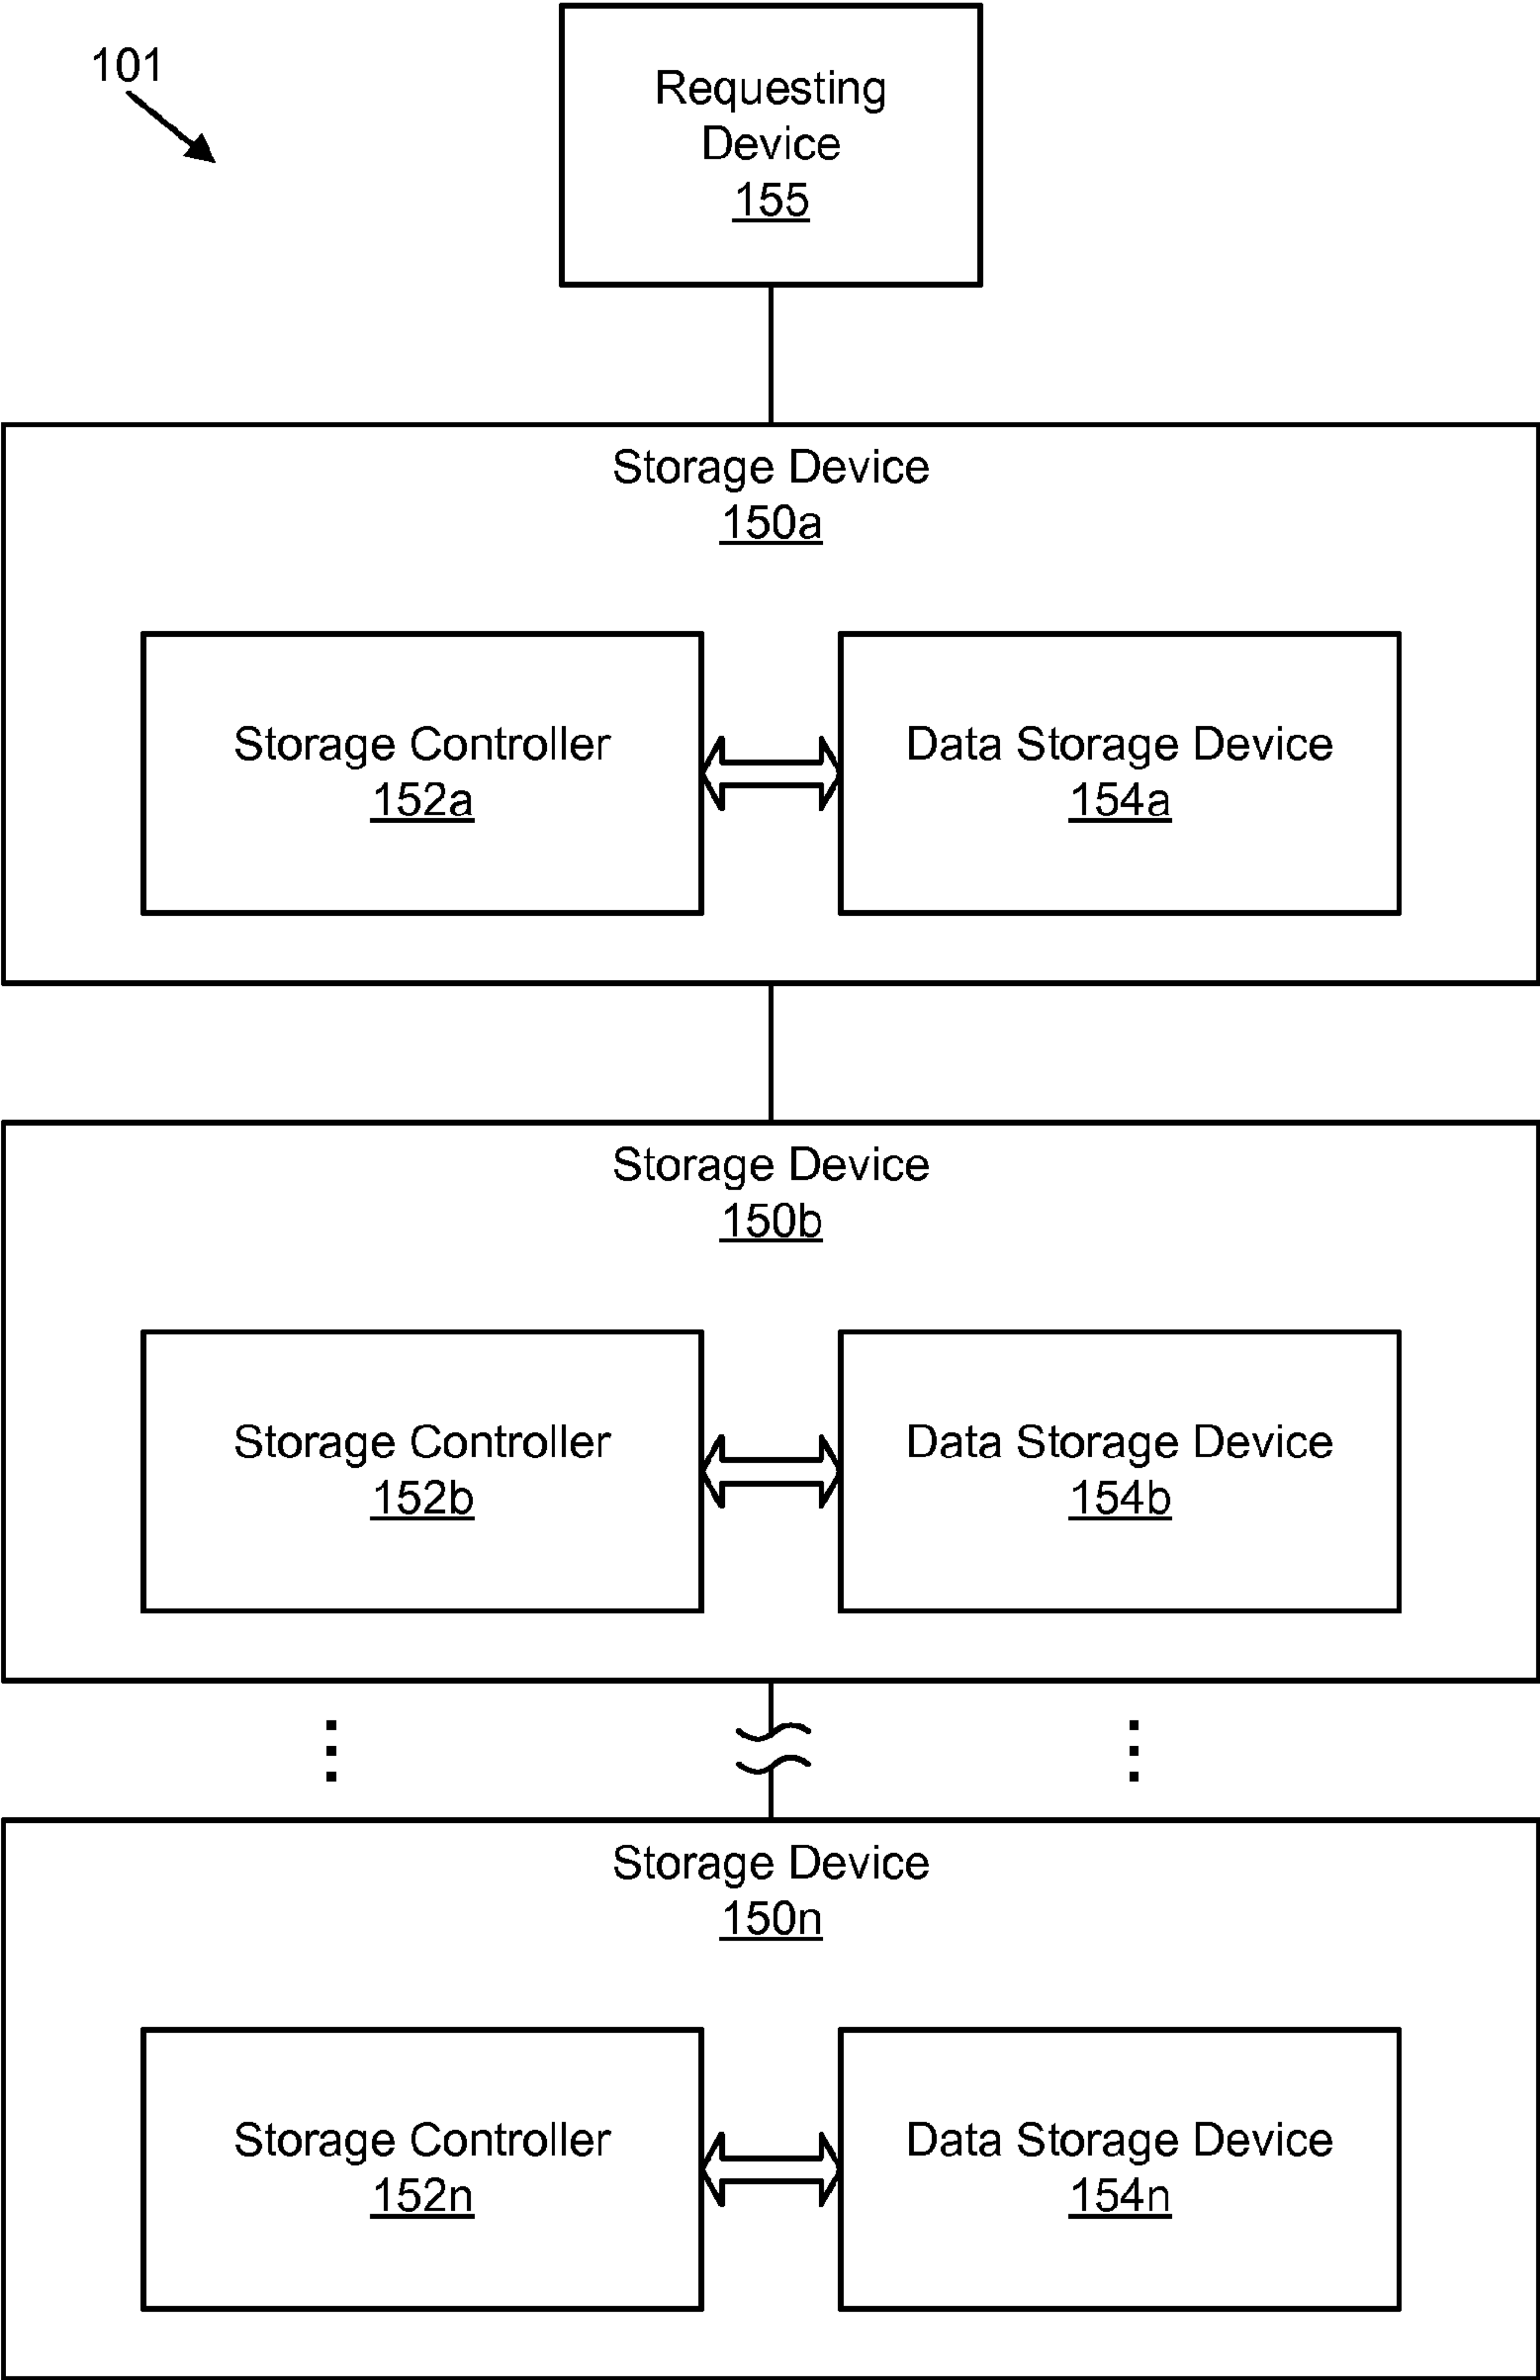 101
Requesting
Device
155
Storage Device
150a
Storage Controller
152a
Data Storage Device
154a
Storage Device
150b
Storage Controller
152b
Data Storage Device
154b
Storage Device
150n
Storage Controller
152n
Data Storage Device
154n